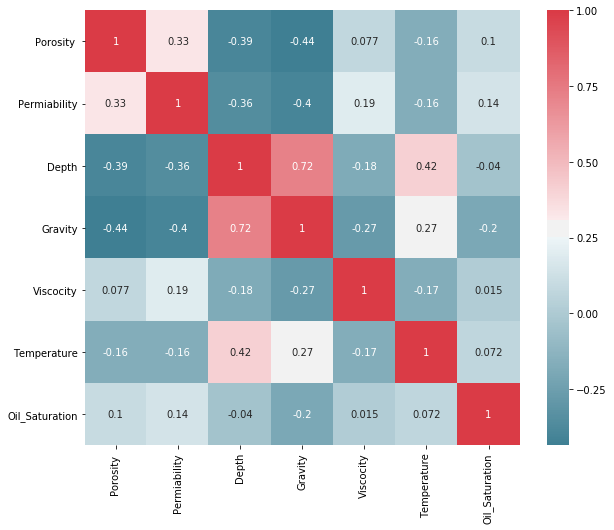 Porosity 1 0.33 -0.39 -0.44 0.077 -0.16 0.1
Permiability 0.33 1 -0.36 -0.4 0.19 -0.16 0.14
Depth -0.39 -0.36 1 0.72 -0.18 0.42 -0.04
Gravity -0.44 -0.4 0.72 1 -0.27 0.27 -0.2
Viscocity 0.077 0.19 -0.18 -0.27 1 -0.17 0.015
Temperature -0.16 -0.16 0.42 0.27 -0.17 1 0.072
Oil_Saturation 0.1 0.14 -0.04 -0.2 0.015 0.072 1
Porosity
Permiability
Depth
Gravity
Viscocity
Temperature
Oil_Saturation
1.00
0.75
0.50
0.25
0.00
-0.25